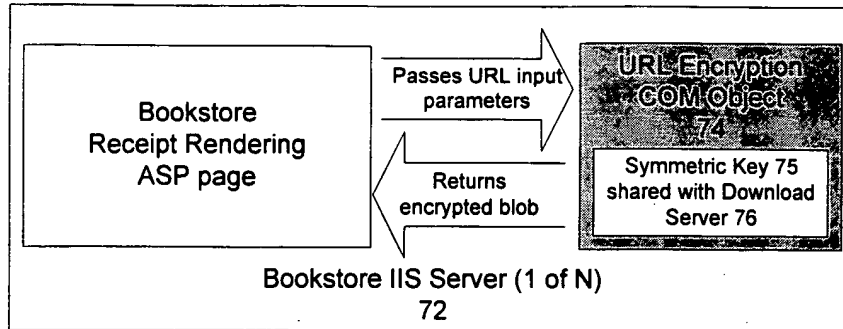 Bookstore
Receipt Rendering
ASP page
Passes URL input
parameters
Returns
encrypted blob
URL Encryption
COM Object
74
Symmetric Key 75
shared with Download
Server 76
Bookstore IIS Server (1 of N)
72